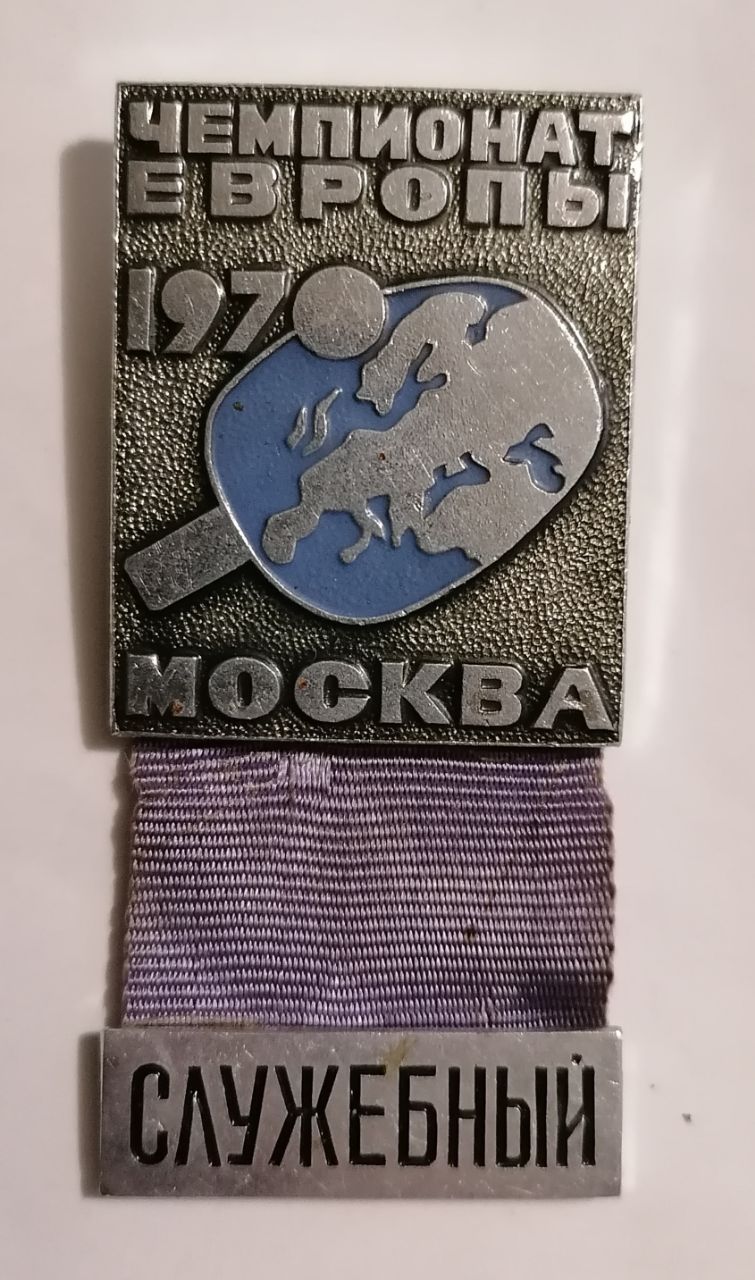 ЧЕМПИОНАТ
ЕВРОПЫ
1970
МОСКВА
СЛУЖЕБНЫЙ